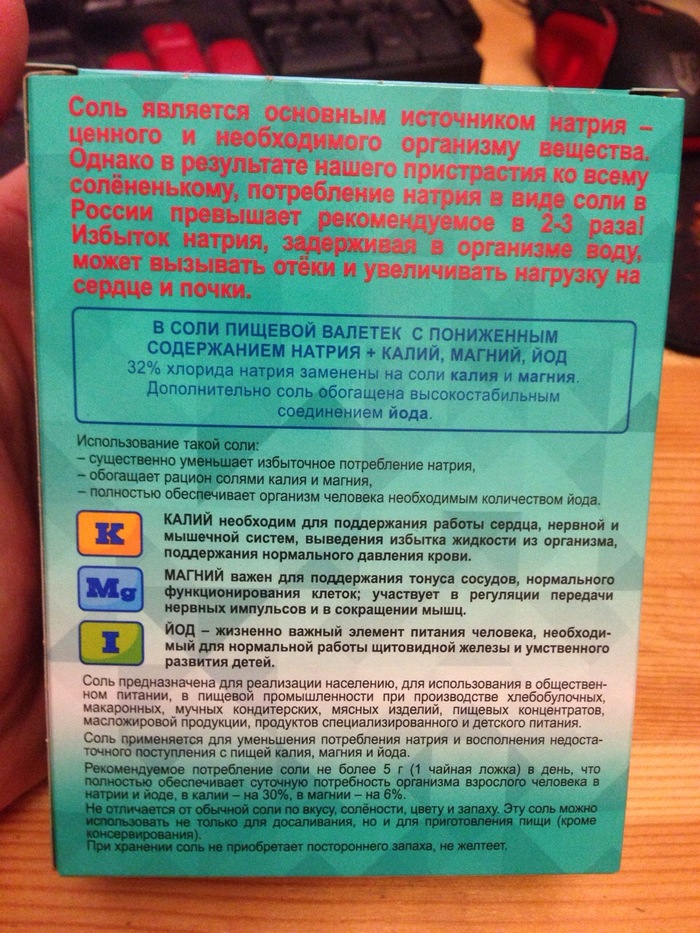 Соль является основным источником натрия –
ценного и необходимого организму вещества.
Однако в результате нашего пристрастия ко всему
солёненькому, потребление натрия в виде соли в
России превышает рекомендуемое в 2-3 раза!
Избыток натрия, задерживая в организме воду,
может вызывать отёки и увеличивать нагрузку на
сердце и почки.
В СОЛИ ПИЩЕВОЙ ВАЛЕТЕК С ПОНИЖЕННЫМ
СОДЕРЖАНИЕМ НАТРИЯ + КАЛИЙ, МАГНИЙ, ЙОД
32% хлорида натрия заменены на соли калия и магния.
Дополнительно соль обогащена высокостабильным
соединением йода.
Использование такой соли:
– существенно уменьшает избыточное потребление натрия,
– обогащает рацион солями калия и магния,
– полностью обеспечивает организм человека необходимым количеством йода.
K
КАЛИЙ необходим для поддержания работы сердца, нервной и
мышечной систем, выведения избытка жидкости из организма,
поддержания нормального давления крови.
Mg
МАГНИЙ важен для поддержания тонуса сосудов, нормального
функционирования клеток; участвует в регуляции передачи
нервных импульсов и в сокращении мышц.
I
ЙОД – жизненно важный элемент питания человека, необходи-
мый для нормальной работы щитовидной железы и умственного
развития детей.
Соль предназначена для реализации населению, для использования в обществен-
ном питании, в пищевой промышленности при производстве хлебобулочных,
макаронных, мучных кондитерских, мясных изделий, пищевых концентратов,
масложировой продукции, продуктов специализированного и детского питания.
Соль применяется для уменьшения потребления натрия и восполнения недоста-
точного поступления с пищей калия, магния и йода.
Рекомендуемое потребление соли не более 5 г (1 чайная ложка) в день, что
полностью обеспечивает суточную потребность организма взрослого человека в
натрии и йоде, в калии – на 30%, в магнии – на 6%.
Не отличается от обычной соли по вкусу, солёности, цвету и запаху. Эту соль можно
использовать не только для досаливания, но и для приготовления пищи (кроме
консервирования).
При хранении соль не приобретает постороннего запаха, не желтеет.